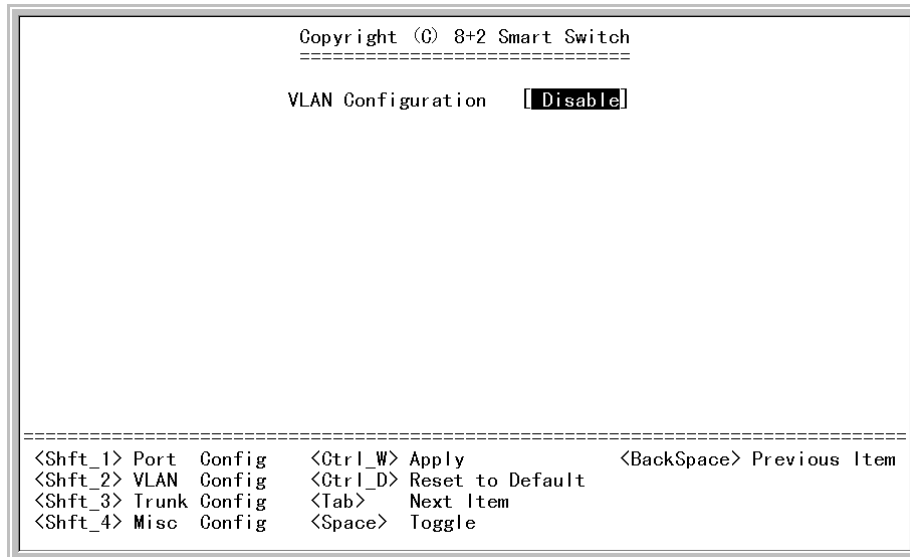 Copyright (C) 8+2 Smart Switch
==============================
VLAN Configuration [ Disable]
================================================================================
<Shft_1> Port Config <Ctrl_W> Apply <BackSpace> Previous Item
<Shft_2> VLAN Config <Ctrl_D> Reset to Default
<Shft_3> Trunk Config <Tab> Next Item
<Shft_4> Misc Config <Space> Toggle